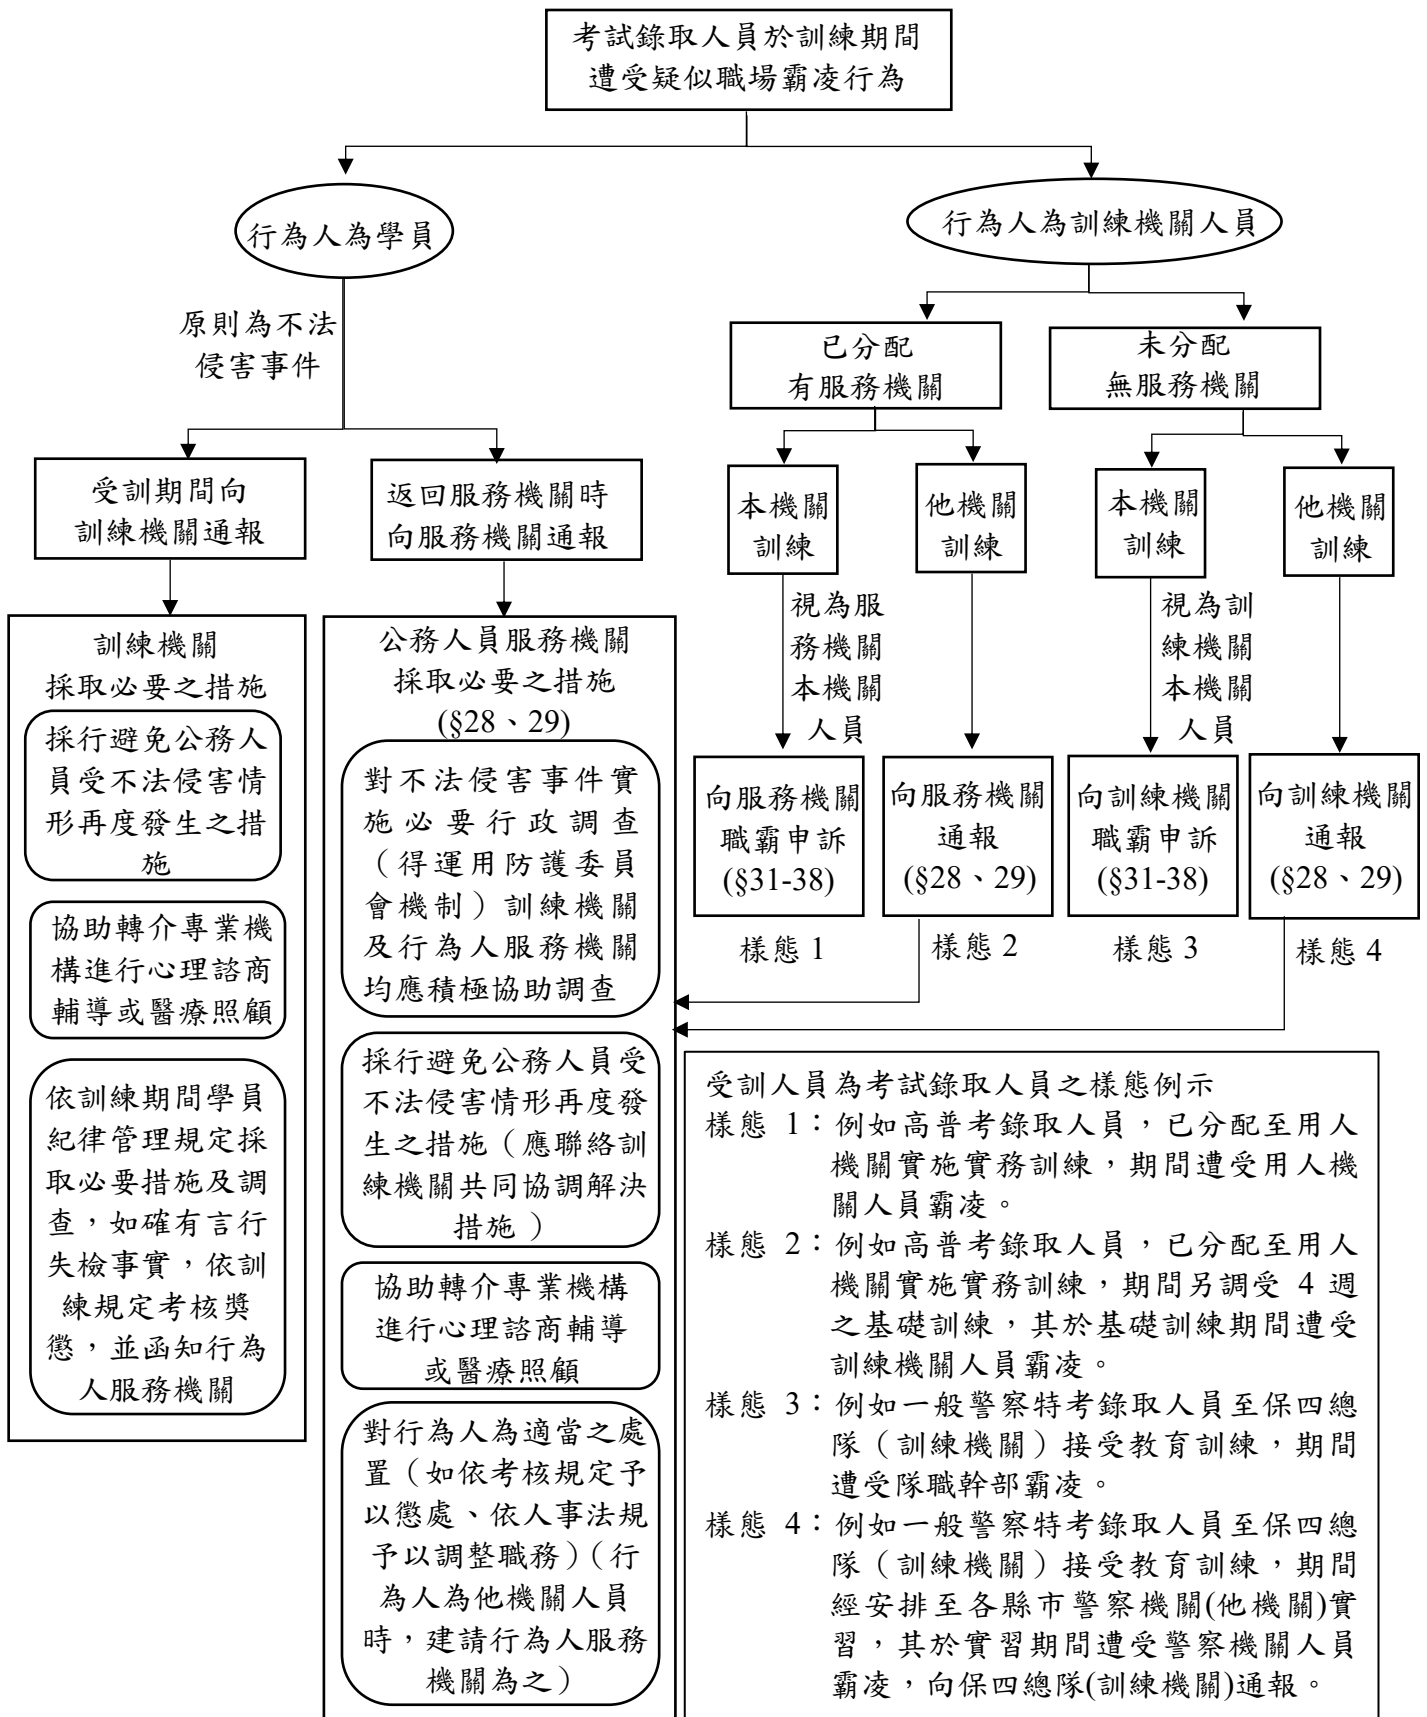 考試錄取人員於訓練期間
遭受疑似職場霸凌行為
行為人為學員
行為人為訓練機關人員
原則為不法
侵害事件
已分配
有服務機關
未分配
無服務機關
受訓期間向
訓練機關通報
返回服務機關時
向服務機關通報
本機關
訓練
他機關
訓練
本機關
訓練
他機關
訓練
視為服
務機關
本機關
人員
視為訓
練機關
本機關
人員
訓練機關
採取必要之措施
採行避免公務人
員受不法侵害情
形再度發生之措
施
協助轉介專業機
構進行心理諮商
輔導或醫療照顧
依訓練期間學員
紀律管理規定採
取必要措施及調
查，如確有言行
失檢事實，依訓
練規定考核獎
懲，並函知行為
人服務機關
公務人員服務機關
採取必要之措施
(§28、29)
對不法侵害事件實
施必要行政調查
（得運用防護委員
會機制）訓練機關
及行為人服務機關
均應積極協助調查
採行避免公務人員受
不法侵害情形再度發
生之措施（應聯絡訓
練機關共同協調解決
措施）
協助轉介專業機構
進行心理諮商輔導
或醫療照顧
對行為人為適當之處
置（如依考核規定予
以懲處、依人事法規
予以調整職務）（行
為人為他機關人員
時，建請行為人服務
機關為之）
向服務機關
職霸申訴
(§31-38)
樣態 1
向服務機關
通報
(§28、29)
樣態 2
向訓練機關
職霸申訴
(§31-38)
樣態 3
向訓練機關
通報
(§28、29)
樣態 4
受訓人員為考試錄取人員之樣態例示
樣態 1：例如高普考錄取人員，已分配至用人
機關實施實務訓練，期間遭受用人機
關人員霸凌。
樣態 2：例如高普考錄取人員，已分配至用人
機關實施實務訓練，期間另調受 4 週
之基礎訓練，其於基礎訓練期間遭受
訓練機關人員霸凌。
樣態 3：例如一般警察特考錄取人員至保四總
隊（訓練機關）接受教育訓練，期間
遭受隊職幹部霸凌。
樣態 4：例如一般警察特考錄取人員至保四總
隊（訓練機關）接受教育訓練，期間
經安排至各縣市警察機關(他機關)實
習，其於實習期間遭受警察機關人員
霸凌，向保四總隊(訓練機關)通報。